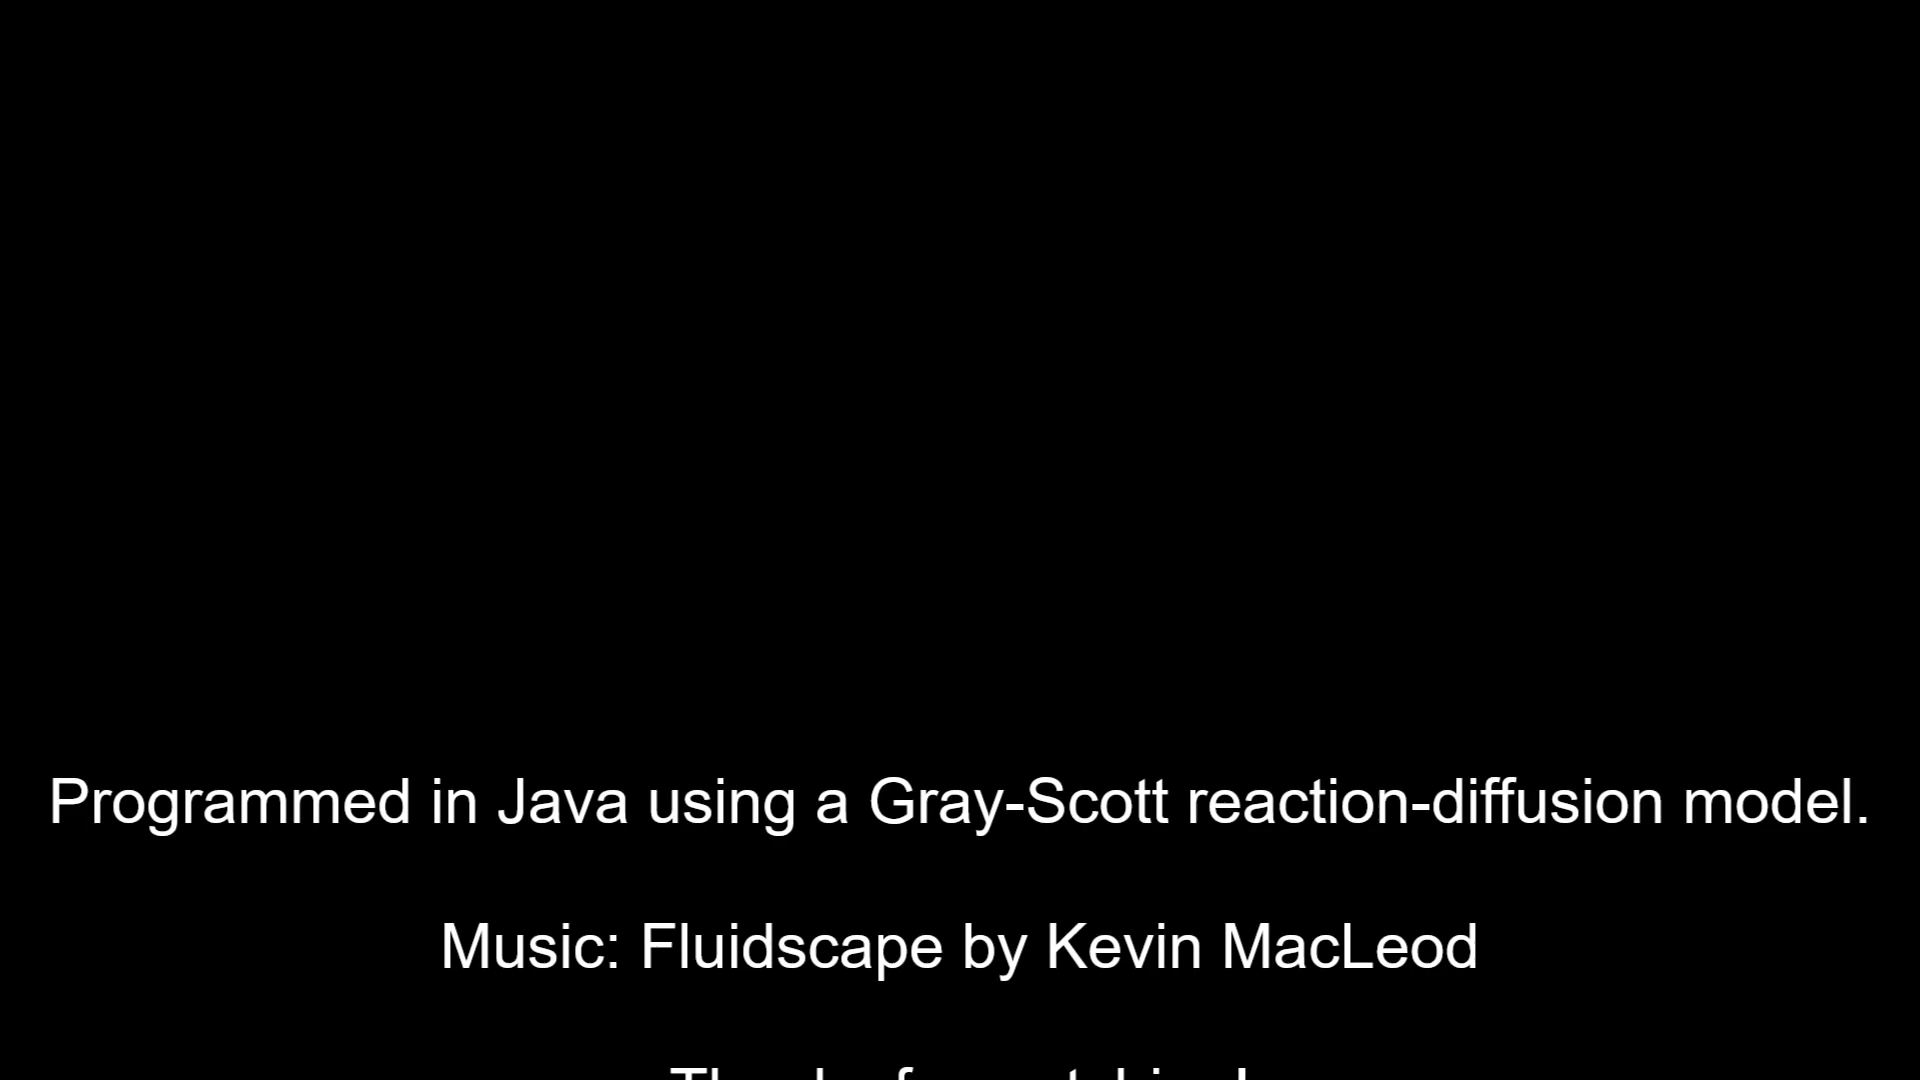 Programmed in Java using a Gray-Scott reaction-diffusion model.
Music: Fluidscape by Kevin MacLeod